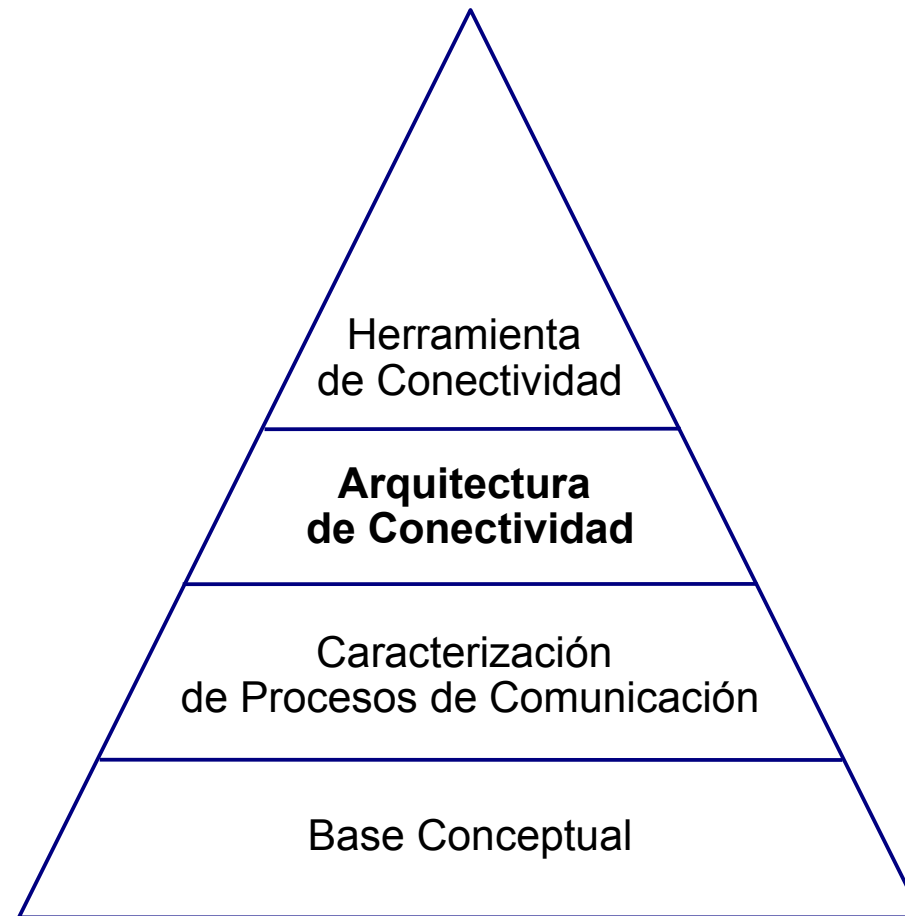 Herramienta
de Conectividad
Arquitectura
de Conectividad
Caracterización
de Procesos de Comunicación
Base Conceptual